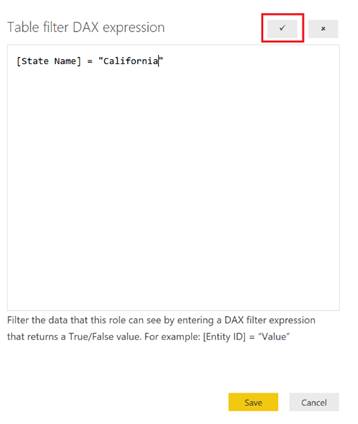 Table filter DAX expression
[State Name] = "California"
Filter the data that this role can see by entering a DAX filter expression
that returns a True/False value. For example: [Entity ID] = “Value”
Save Cancel